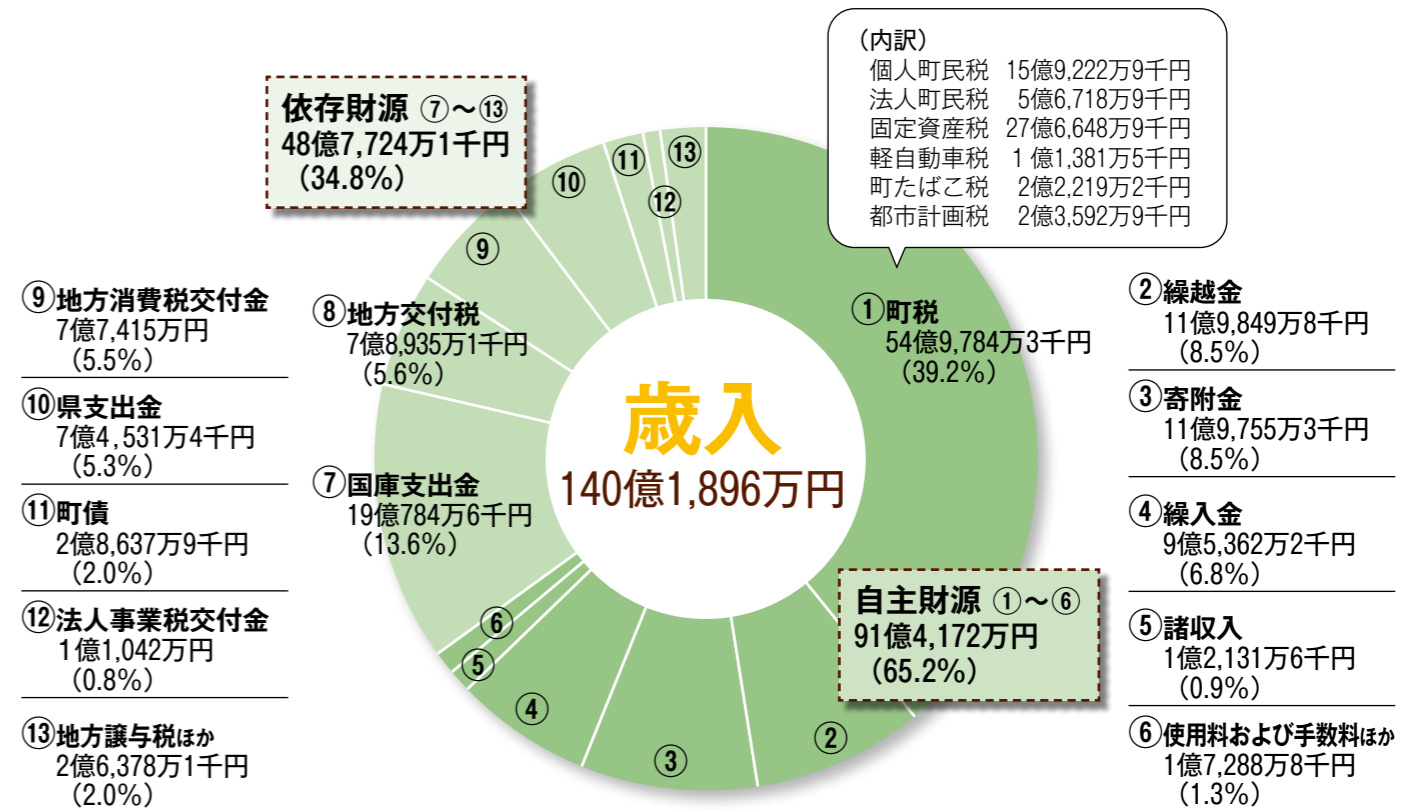 (内訳)
個人町民税 15億9,222万9千円
法人町民税 5億6,718万9千円
固定資産税 27億6,648万9千円
軽自動車税 1億1,381万5千円
町たばこ税 2億2,219万2千円
都市計画税 2億3,592万9千円
依存財源 ⑦〜⑬
48億7,724万1千円
(34.8%)
⑩
⑪
⑫
⑬
⑨
⑨地方消費税交付金
7億7,415万円
(5.5%)
⑩県支出金
7億4,531万4千円
(5.3%)
⑪町債
2億8,637万9千円
(2.0%)
⑫法人事業税交付金
1億1,042万円
(0.8%)
⑬地方譲与税ほか
2億6,378万1千円
(2.0%)
⑧地方交付税
7億8,935万1千円
(5.6%)
⑦国庫支出金
19億784万6千円
(13.6%)
歳入
140億1,896万円
①町税
54億9,784万3千円
(39.2%)
自主財源 ①〜⑥
91億4,172万円
(65.2%)
⑥
⑤
④
③
②
②繰越金
11億9,849万8千円
(8.5%)
③寄附金
11億9,755万3千円
(8.5%)
④繰入金
9億5,362万2千円
(6.8%)
⑤諸収入
1億2,131万6千円
(0.9%)
⑥使用料および手数料ほか
1億7,288万8千円
(1.3%)